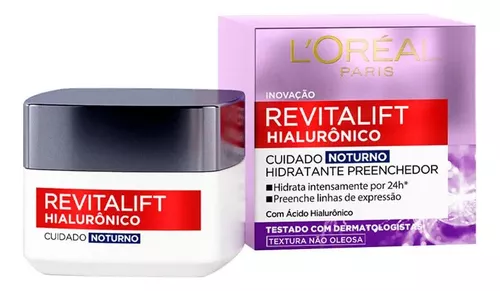 REVITALIFT
HIALURÔNICO
CUIDADO NOTURNO
L'ORÉAL
PARIS
INOVAÇÃO
REVITALIFT
HIALURÔNICO
CUIDADO NOTURNO
HIDRATANTE PREENCHEDOR
Hidrata intensamente por 24h*
Preenche linhas de expressão
Com Ácido Hialurônico
TESTADO COM DERMATOLOGISTAS
TEXTURA NÃO OLEOSA